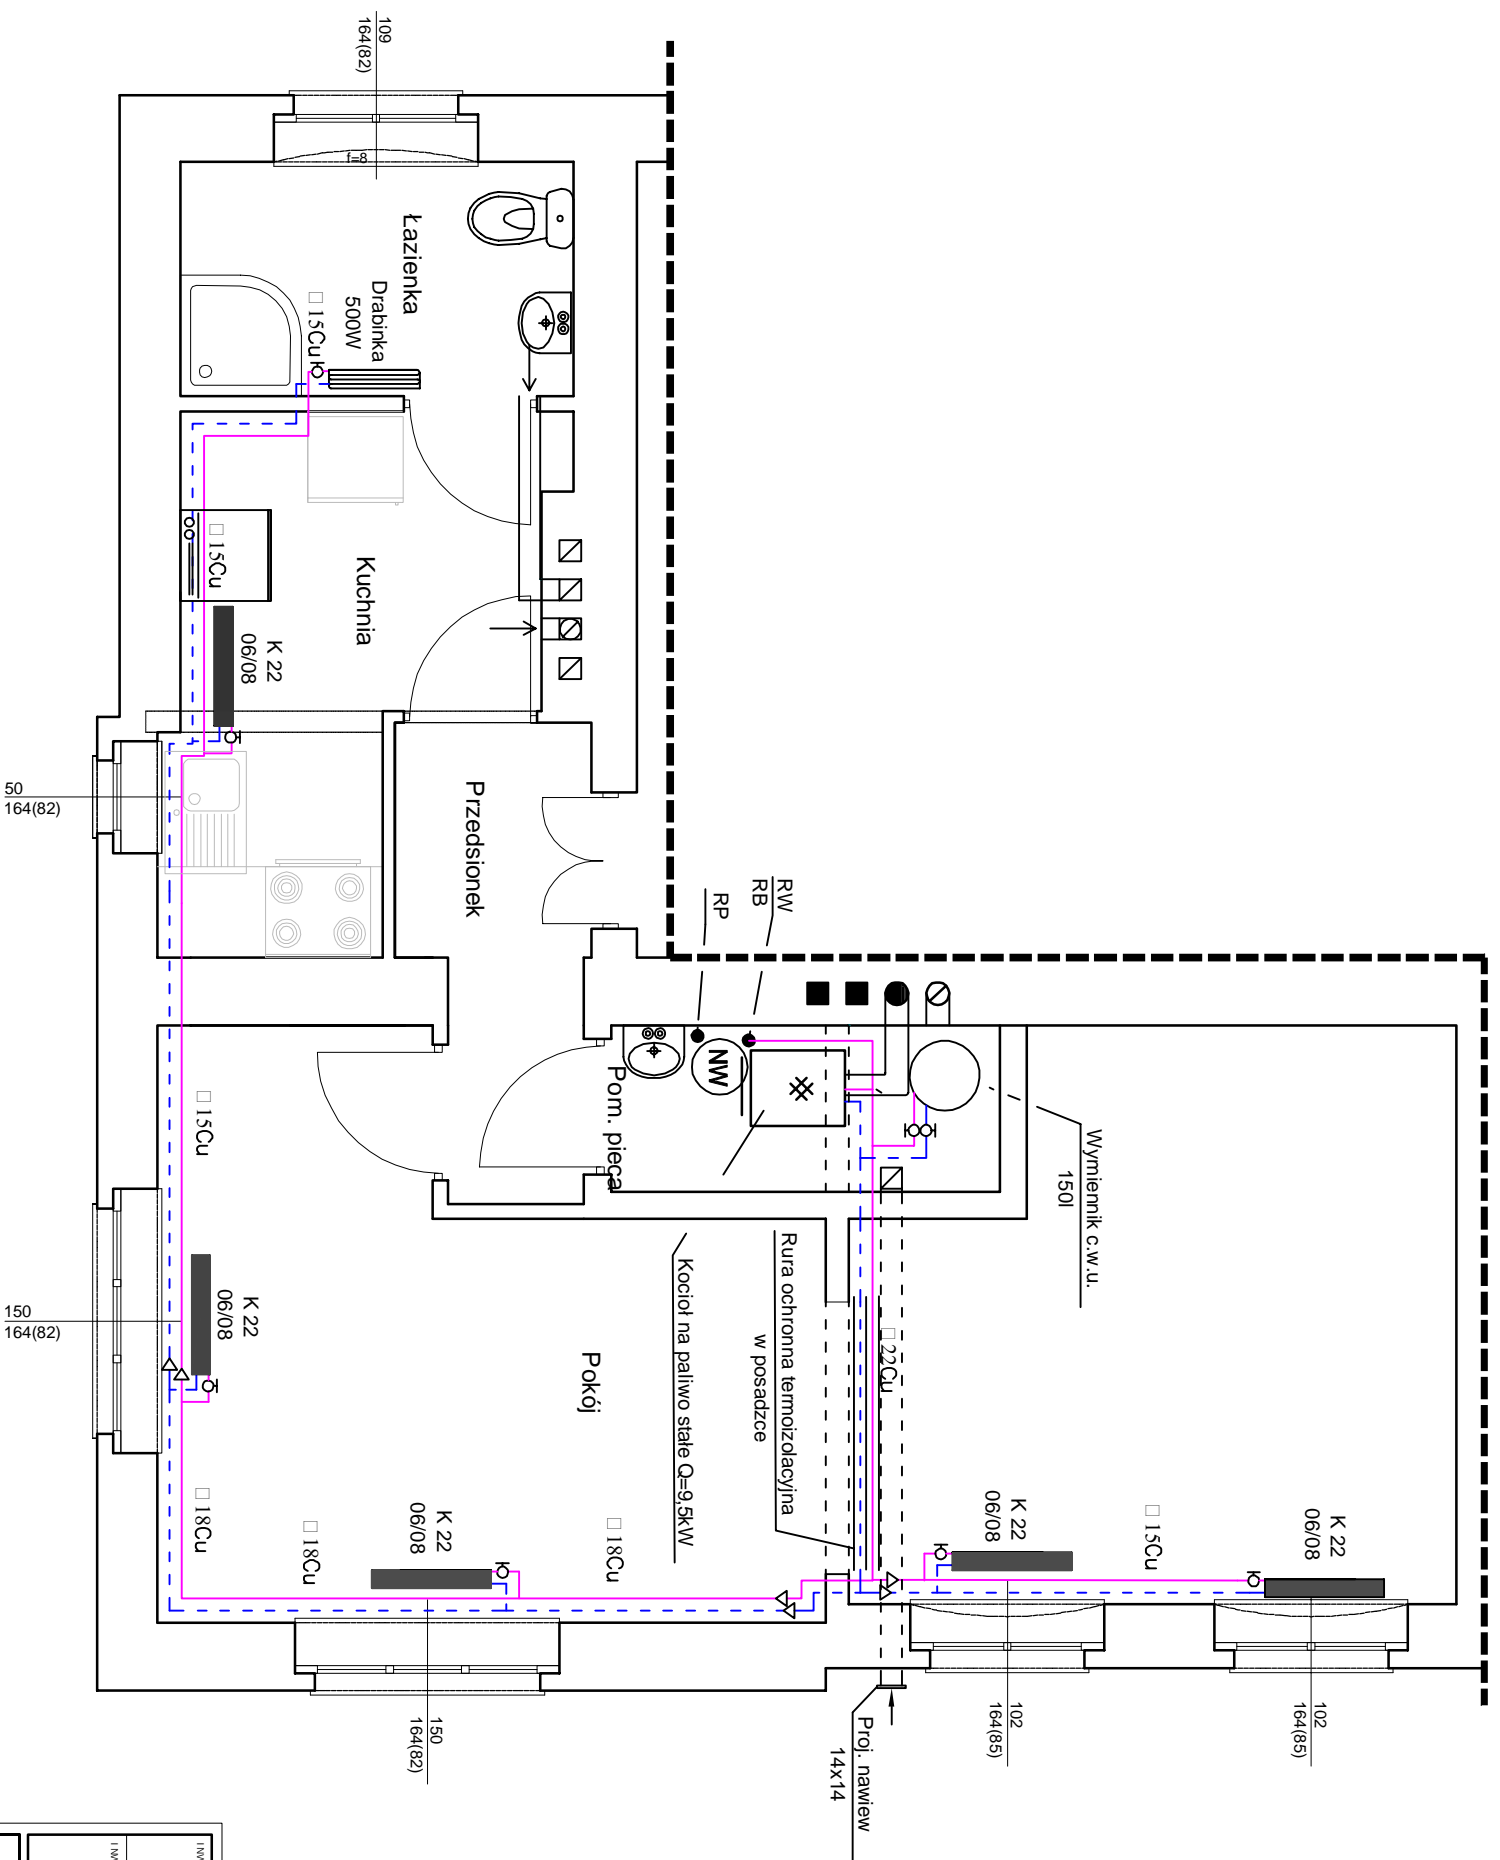 109
164(82)
f=8
Łazienka
Drabinka
500W
□ 15Cu
□ 15Cu
Kuchnia
K 22
06/08
50
164(82)
Przedsionek
RW
RB
RP
NW
Pom. pieca
Wymiennik c.w.u.
150l
□ 15Cu
K 22
06/08
150
164(82)
Pokój
Kocioł na paliwo stałe Q=9,5kW
Rura ochronna termoizolacyjna
w posadzce
□ 22Cu
□ 18Cu
□ 18Cu
K 22
06/08
□ 18Cu
K 22
06/08
□ 15Cu
K 22
06/08
150
164(82)
102
164(85)
102
164(85)
Proj. nawiew
14x14